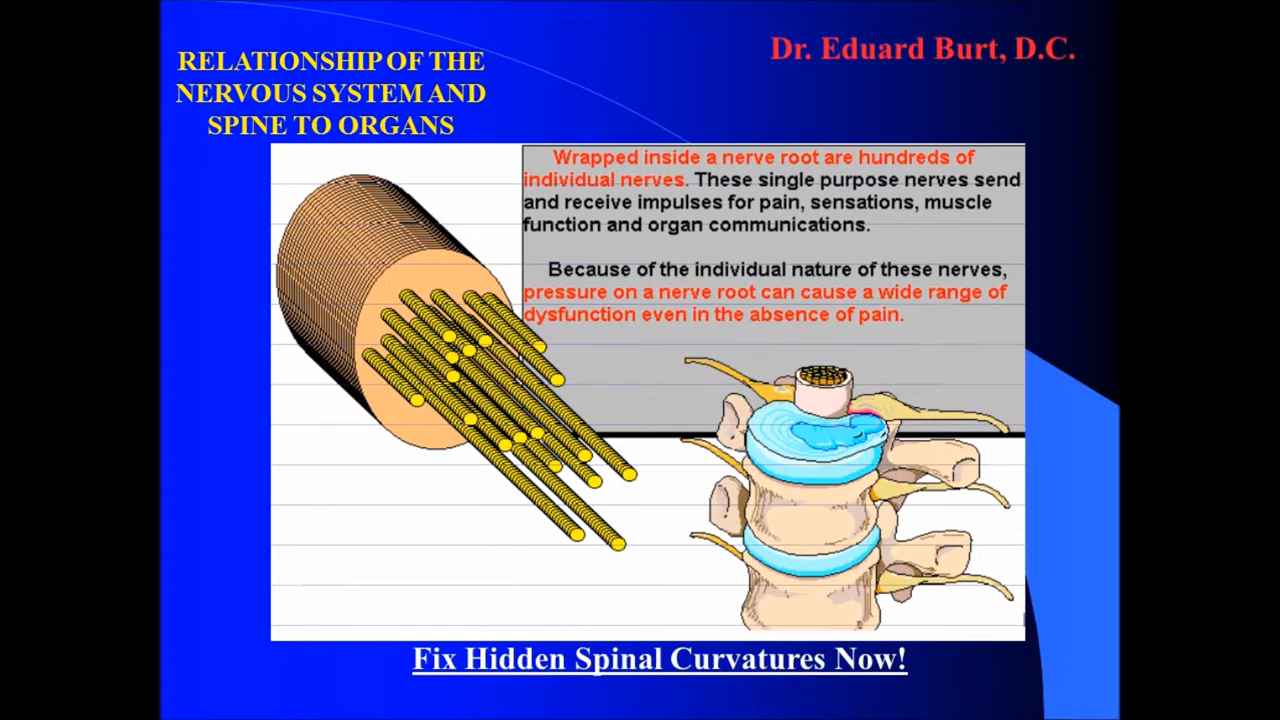 RELATIONSHIP OF THE
NERVOUS SYSTEM AND
SPINE TO ORGANS
Dr. Eduard Burt, D.C.
Wrapped inside a nerve root are hundreds of
individual nerves. These single purpose nerves send
and receive impulses for pain, sensations, muscle
function and organ communications.
Because of the individual nature of these nerves,
pressure on a nerve root can cause a wide range of
dysfunction even in the absence of pain.
Fix Hidden Spinal Curvatures Now!